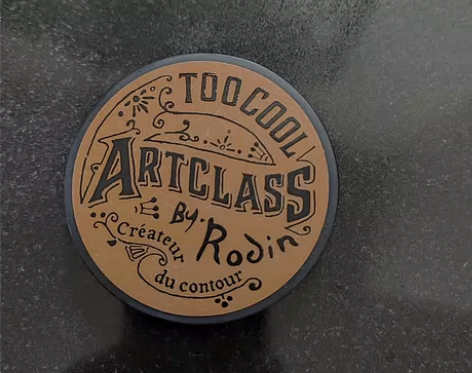 TOOCOOL
ARTCLASS
By. Rodin
Créateur
du contour